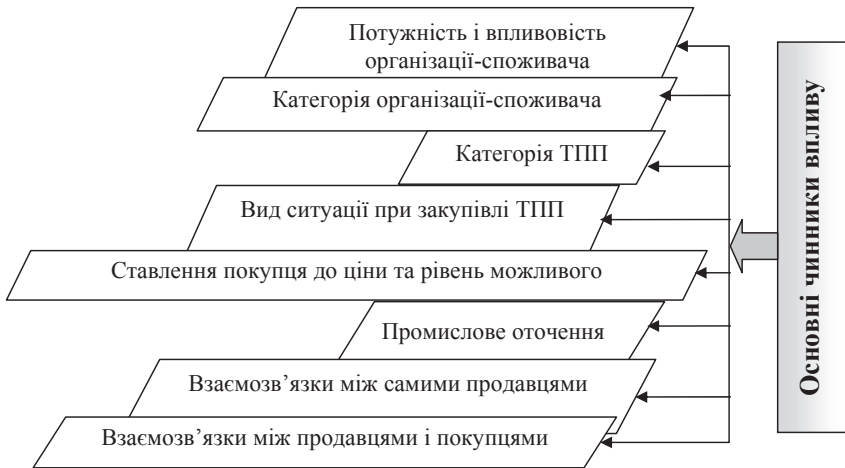 Потужність і впливовість
організації-споживача
Категорія організації-споживача
Категорія ТПП
Вид ситуації при закупівлі ТПП
Ставлення покупця до ціни та рівень можливого
Промислове оточення
Взаємозв'язки між самими продавцями
Взаємозв'язки між продавцями і покупцями
Основні чинники впливу